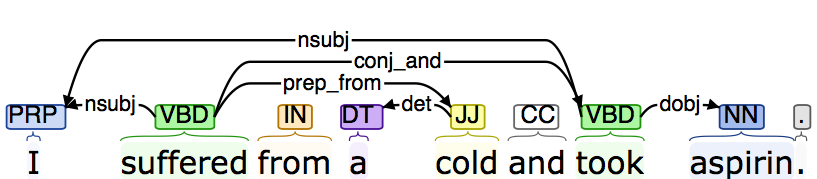 nsubj
conj_and
prep_from
PRP nsubj VBD IN DT det JJ CC VBD dobj NN .
I suffered from a cold and took aspirin.